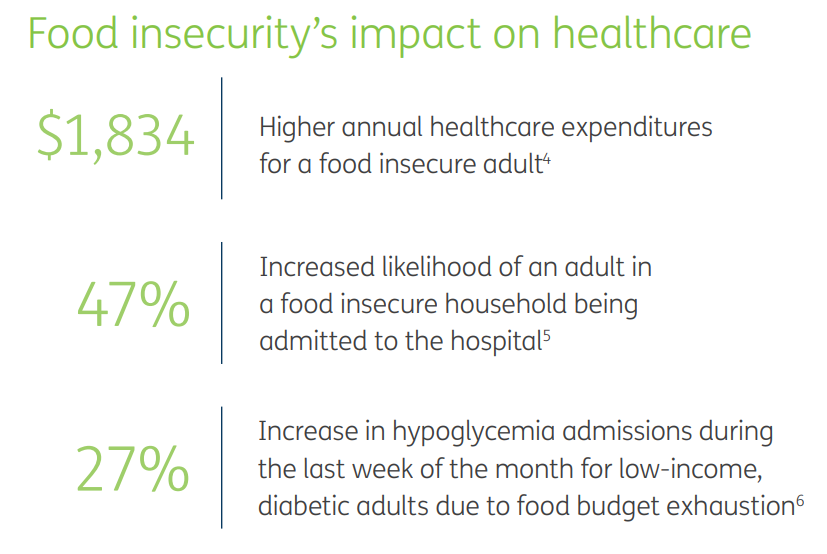 Food insecurity’s impact on healthcare
$1,834
Higher annual healthcare expenditures
for a food insecure adult⁴
47%
Increased likelihood of an adult in
a food insecure household being
admitted to the hospital⁵
27%
Increase in hypoglycemia admissions during
the last week of the month for low-income,
diabetic adults due to food budget exhaustion⁶